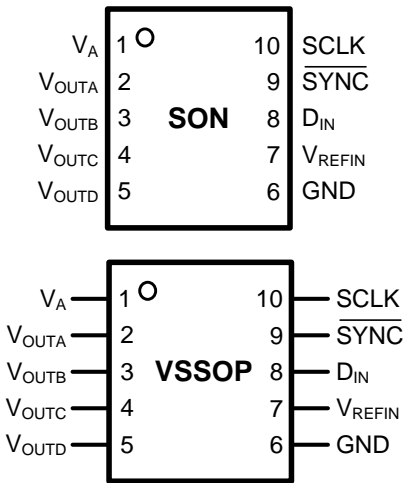 V_A 1 10 SCLK
V_OUTA 2 9 S̅Y̅N̅C̅
V_OUTB 3 SON 8 D_IN
V_OUTC 4 7 V_REFIN
V_OUTD 5 6 GND
V_A 1 10 SCLK
V_OUTA 2 9 S̅Y̅N̅C̅
V_OUTB 3 VSSOP 8 D_IN
V_OUTC 4 7 V_REFIN
V_OUTD 5 6 GND